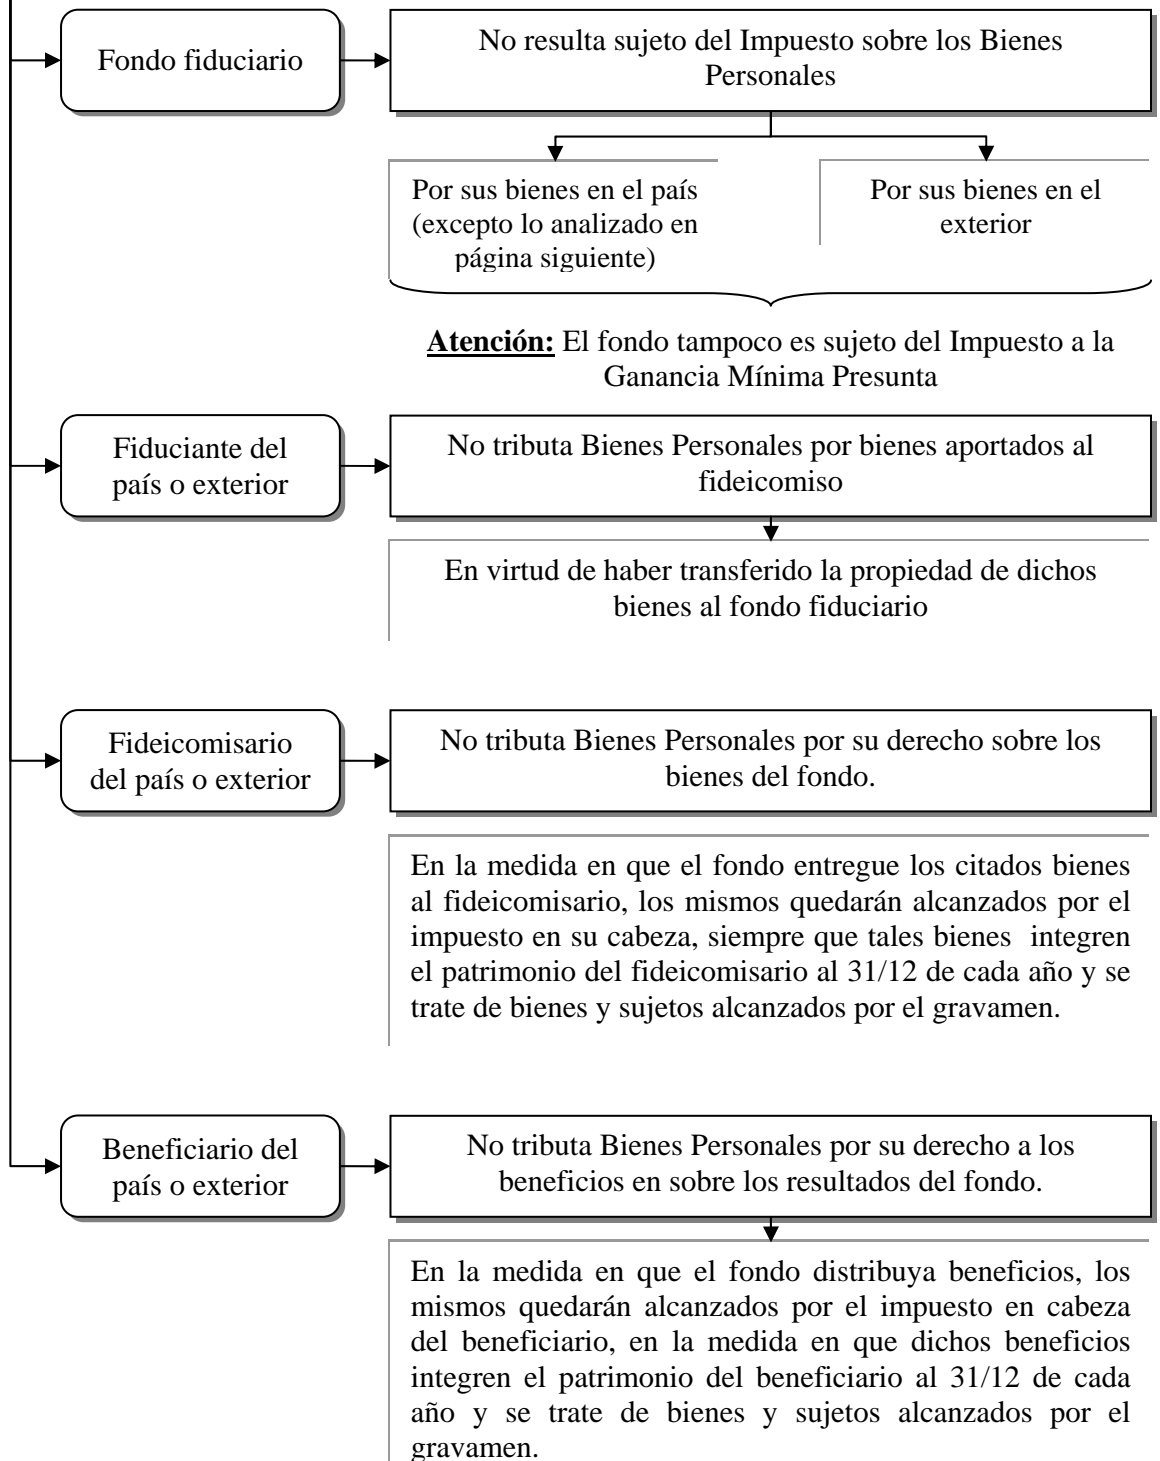 Fondo fiduciario
No resulta sujeto del Impuesto sobre los Bienes
Personales
Por sus bienes en el país
(excepto lo analizado en
página siguiente)
Por sus bienes en el
exterior
Atención: El fondo tampoco es sujeto del Impuesto a la
Ganancia Mínima Presunta
Fiduciante del
país o exterior
No tributa Bienes Personales por bienes aportados al
fideicomiso
En virtud de haber transferido la propiedad de dichos
bienes al fondo fiduciario
Fideicomisario
del país o exterior
No tributa Bienes Personales por su derecho sobre los
bienes del fondo.
En la medida en que el fondo entregue los citados bienes
al fideicomisario, los mismos quedarán alcanzados por el
impuesto en su cabeza, siempre que tales bienes integren
el patrimonio del fideicomisario al 31/12 de cada año y se
trate de bienes y sujetos alcanzados por el gravamen.
Beneficiario del
país o exterior
No tributa Bienes Personales por su derecho a los
beneficios en sobre los resultados del fondo.
En la medida en que el fondo distribuya beneficios, los
mismos quedarán alcanzados por el impuesto en cabeza
del beneficiario, en la medida en que dichos beneficios
integren el patrimonio del beneficiario al 31/12 de cada
año y se trate de bienes y sujetos alcanzados por el
gravamen.